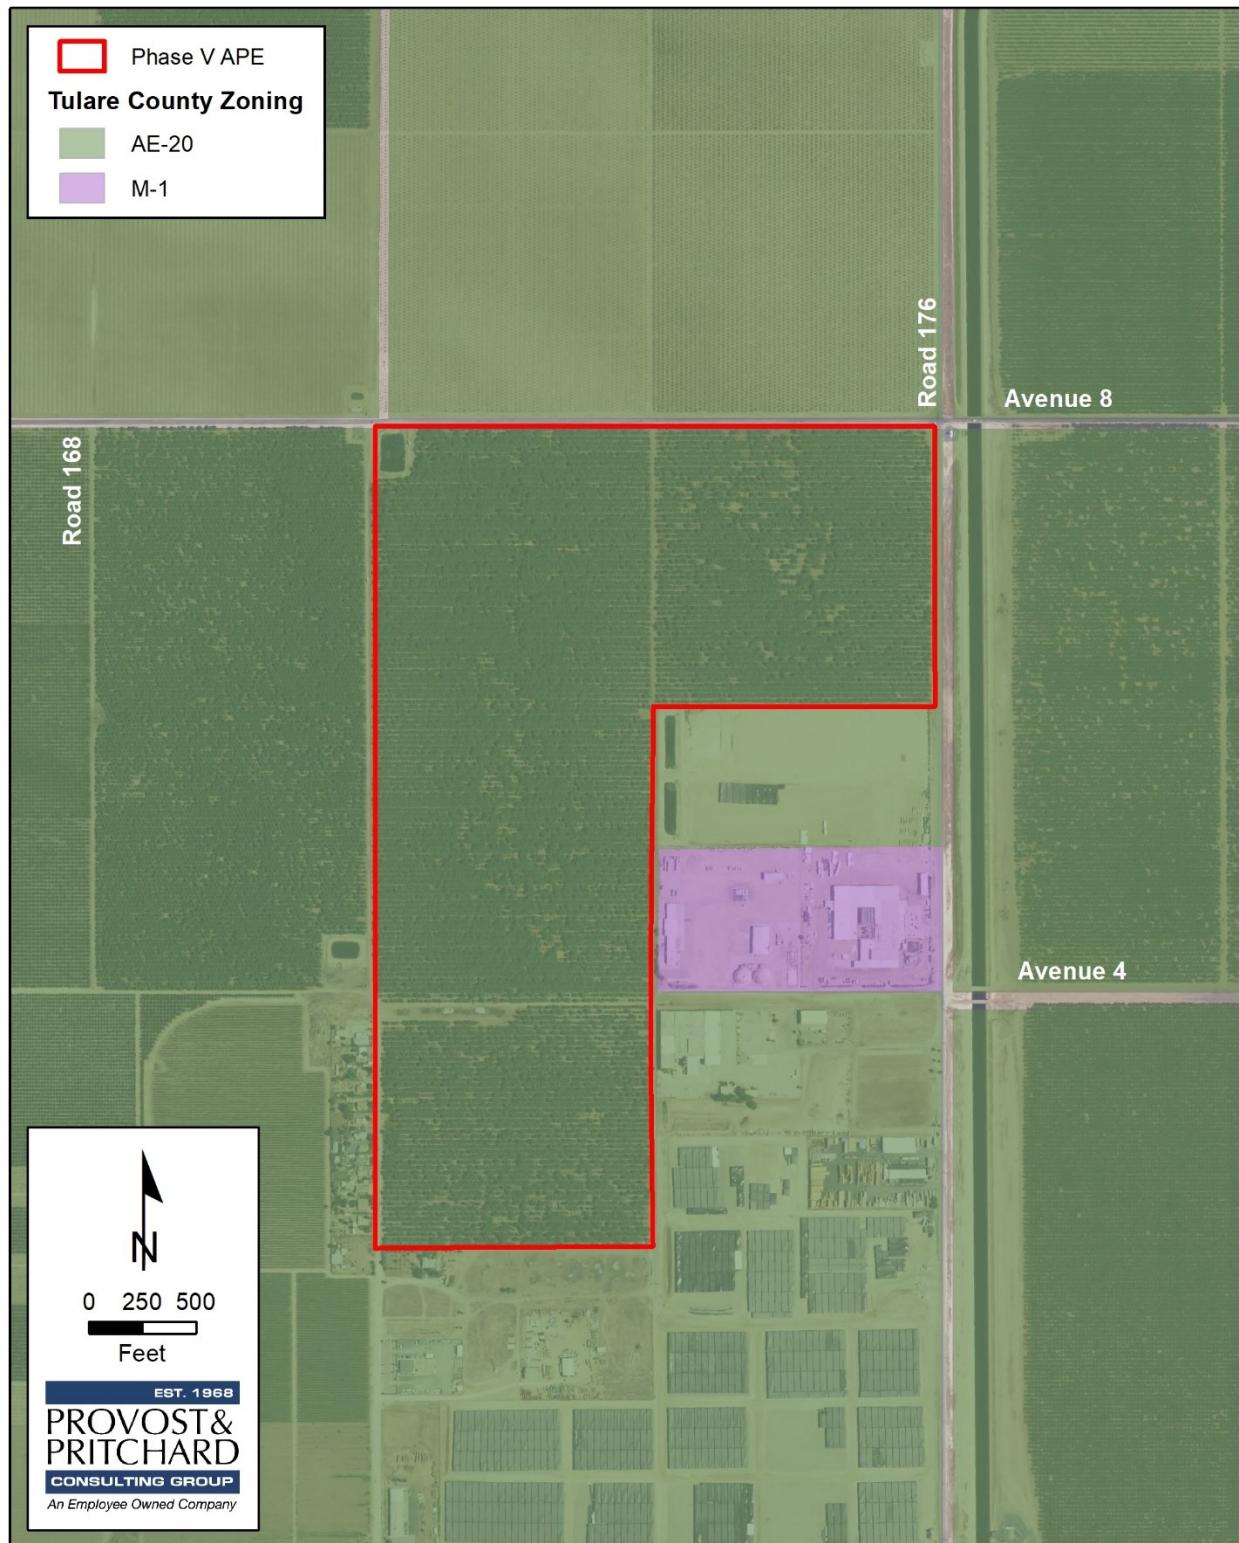 Phase V APE
Tulare County Zoning
AE-20
M-1
Road 176
Avenue 8
Road 168
Avenue 4
N
0 250 500
Feet
EST. 1968
PROVOST&
PRITCHARD
CONSULTING GROUP
An Employee Owned Company